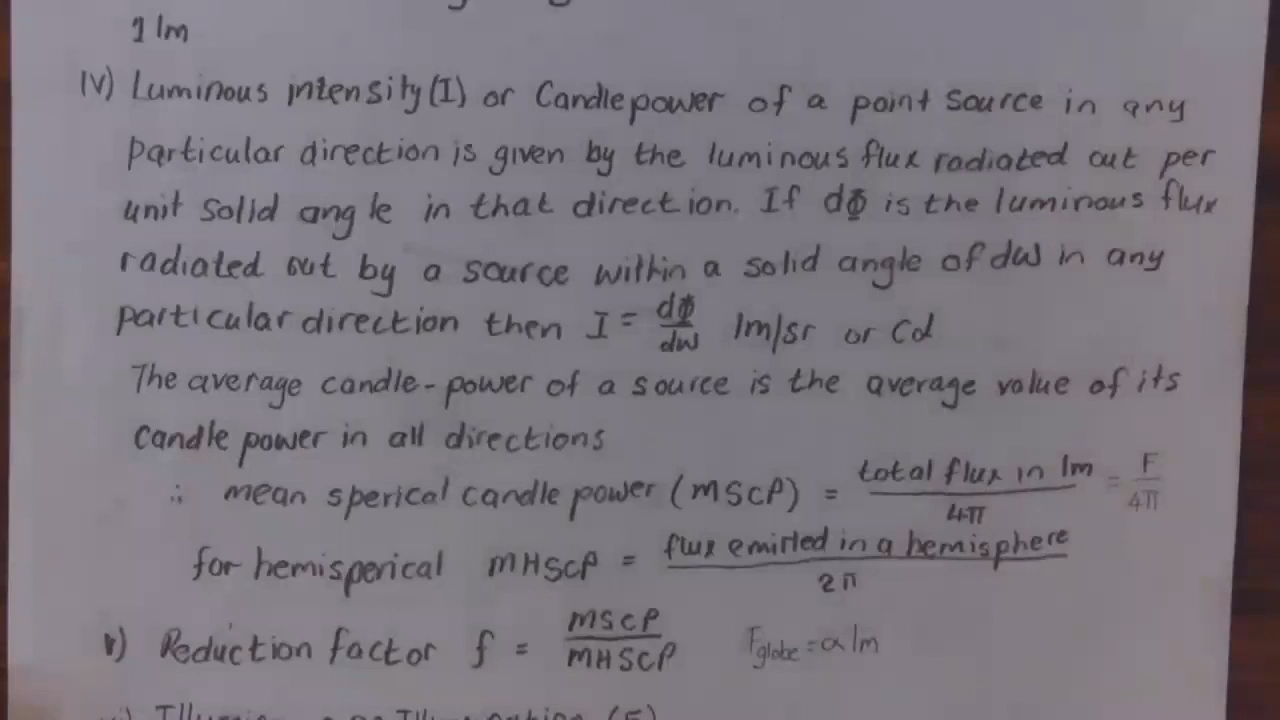 1 lm
IV) Luminous intensity (I) or Candlepower of a point source in any
particular direction is given by the luminous flux radiated out per
unit solid angle in that direction. If dΦ is the luminous flux
radiated out by a source within a solid angle of dω in any
particular direction then I = dΦ/dω lm/sr or Cd
The average candle-power of a source is the average value of its
Candle power in all directions
∴ mean sperical candle power (MSCP) = total flux in lm / 4π = F / 4π
for hemisperical MHSCP = flux emitted in a hemisphere / 2π
V) Reduction factor f = MSCP / MHSCP F globe = α lm